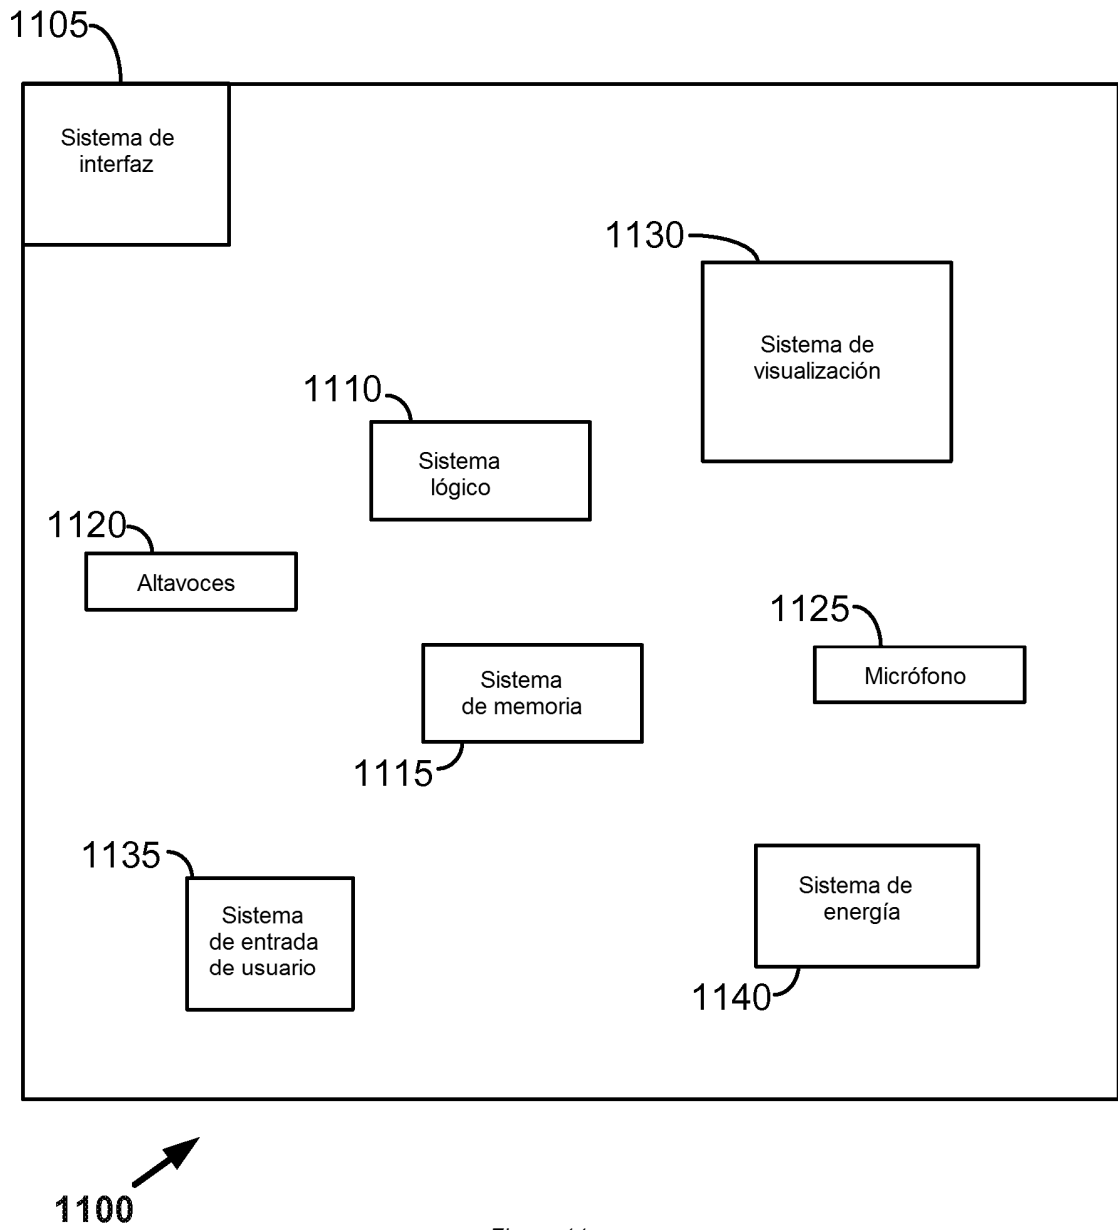 1105
Sistema de
interfaz
1130
Sistema de
visualización
1110
Sistema
lógico
1120
Altavoces
1125
Micrófono
Sistema
de memoria
1115
1135
Sistema
de entrada
de usuario
Sistema de
energía
1140
1100